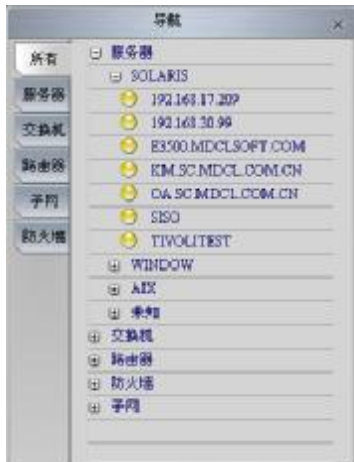 导航
所有
服务器
交换机
路由器
子网
防火墙
服务器
SOLARIS
192.168.17.209
192.168.30.99
E3500.MDCLSOFT.COM
KM.SC.MDCL.COM.CN
OA.SC.MDCL.COM.CN
SISO
TIVOLITEST
WINDOW
AIX
未知
交换机
路由器
防火墙
子网